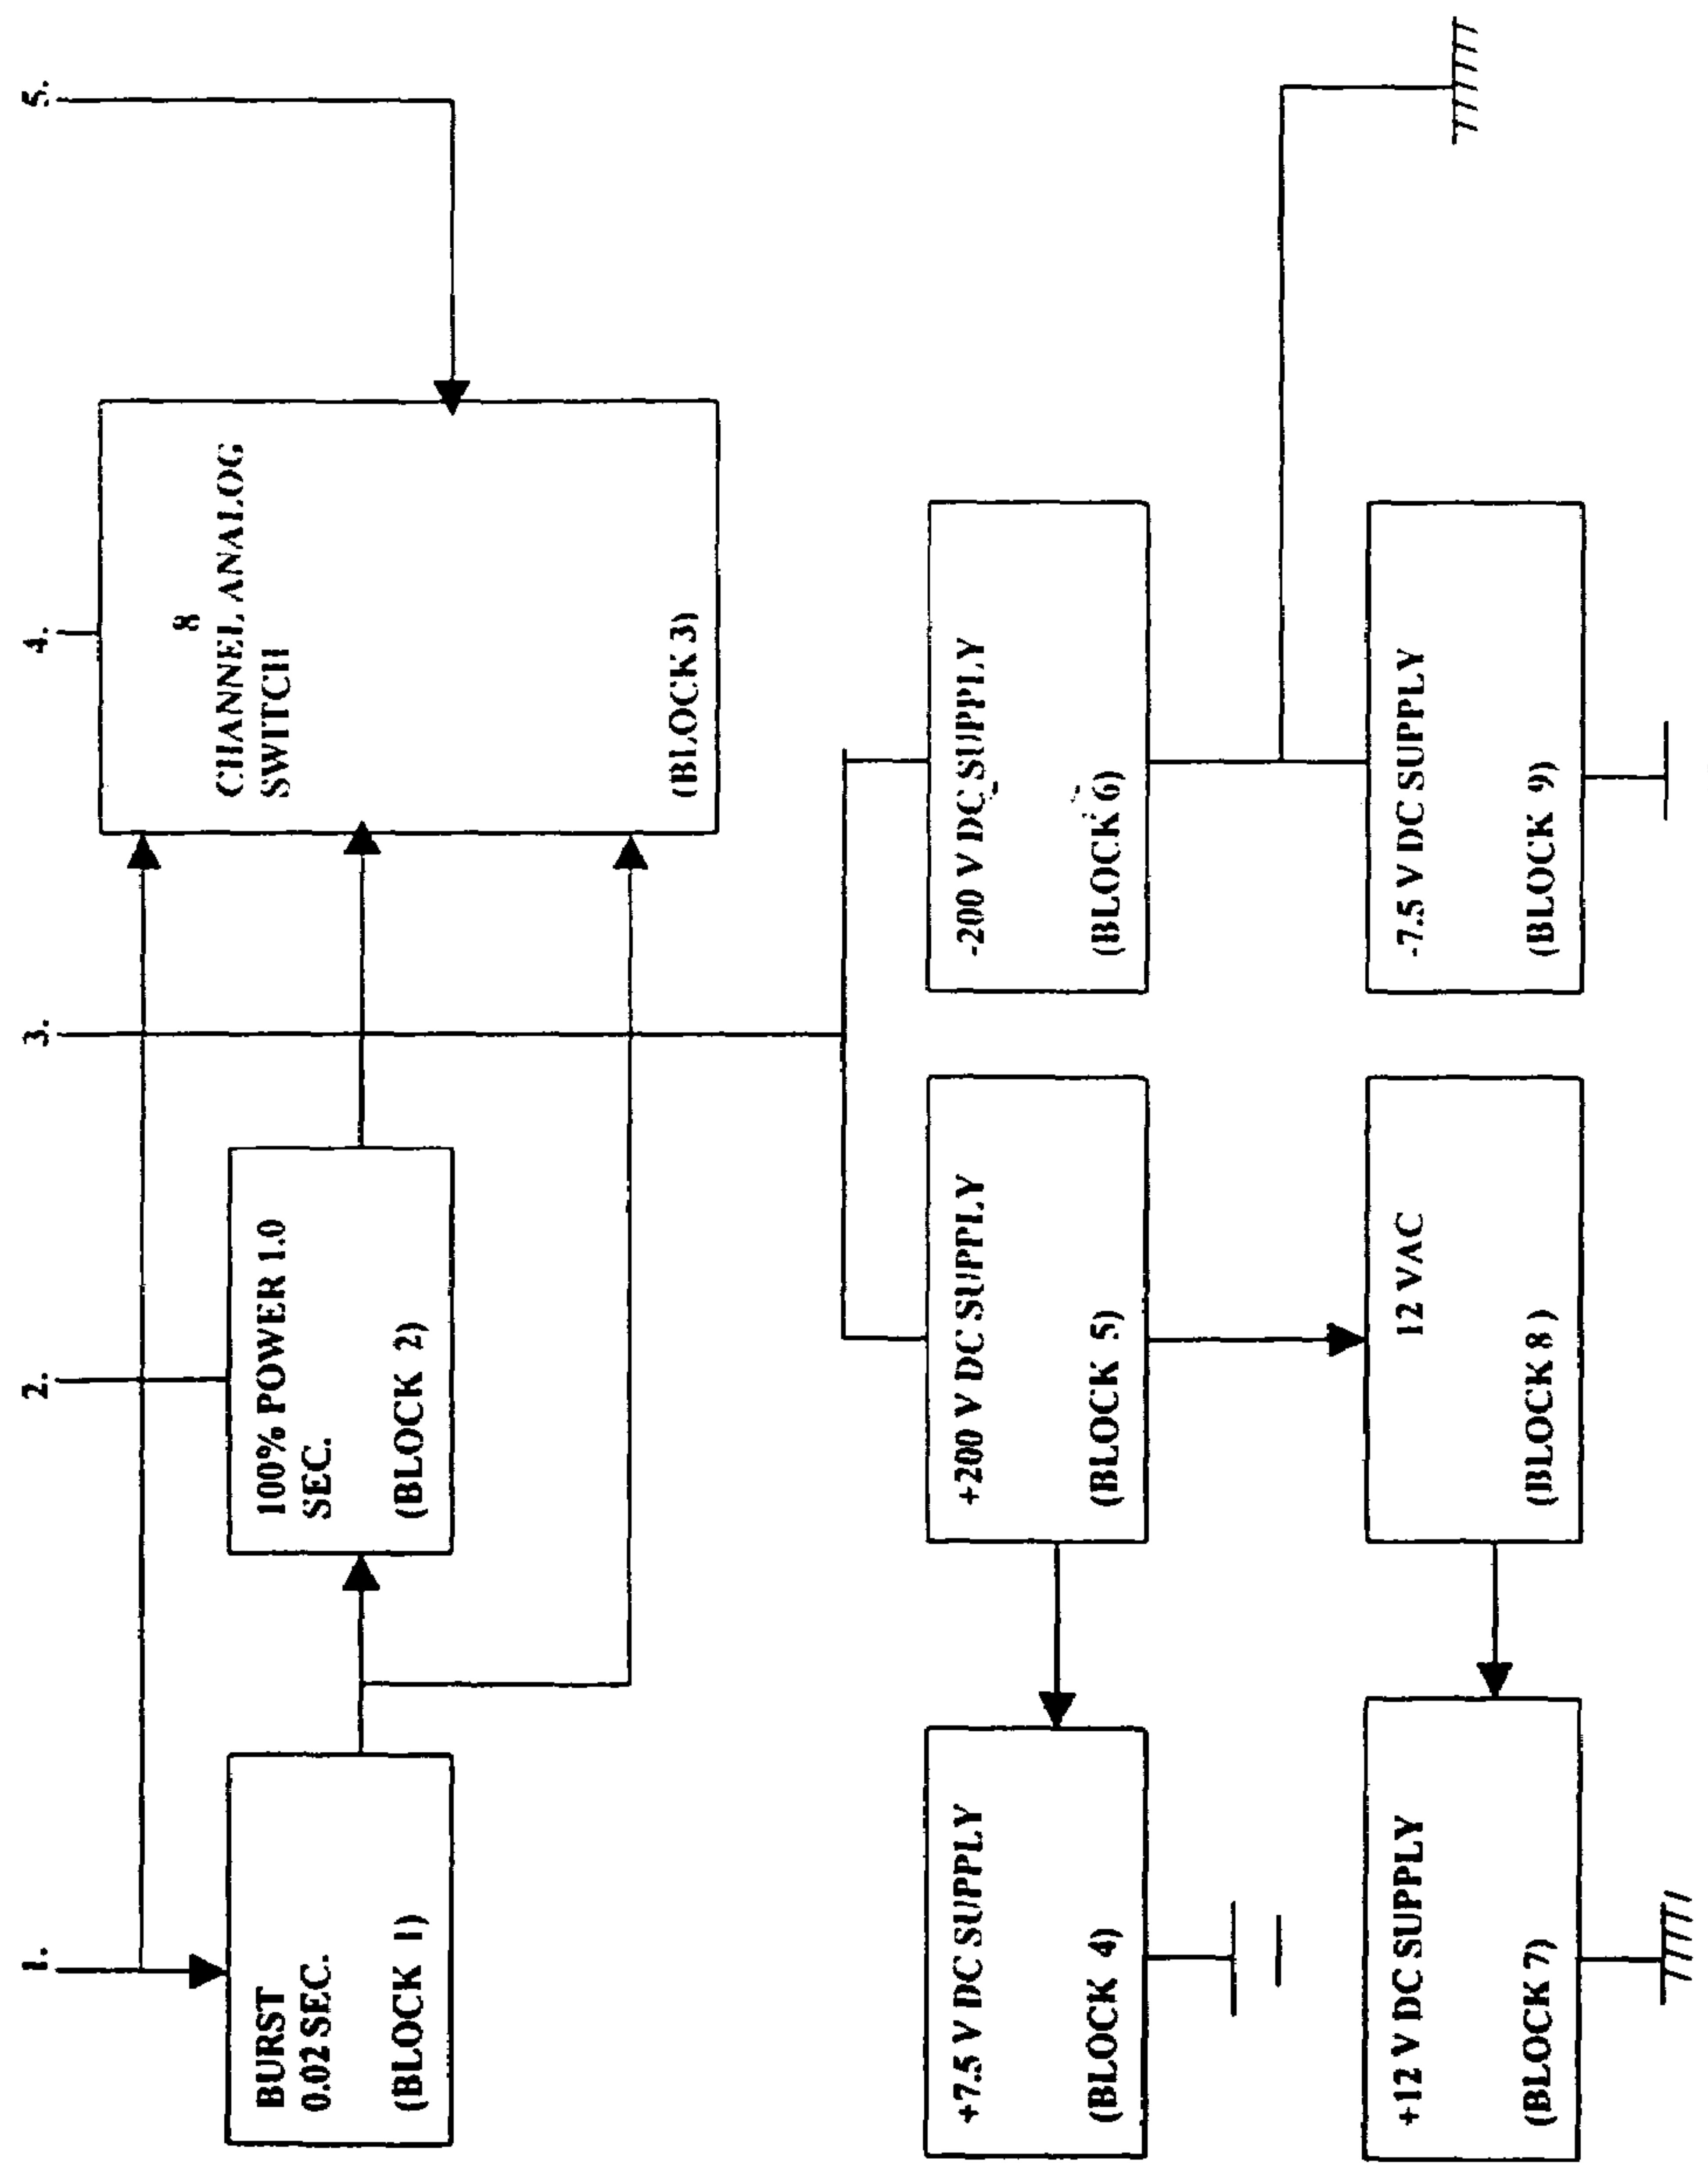 1.
2.
3.
4.
5.
BURST
0.02 SEC.
(BLOCK 1)
100% POWER 1.0
SEC.
(BLOCK 2)
8
CHANNEL ANALOG
SWITCH
(BLOCK 3)
+7.5 V DC SUPPLY
(BLOCK 4)
+200 V DC SUPPLY
(BLOCK 5)
-200 V DC SUPPLY
(BLOCK 6)
+12 V DC SUPPLY
(BLOCK 7)
12 VAC
(BLOCK 8 )
-7.5 V DC SUPPLY
(BLOCK 9)